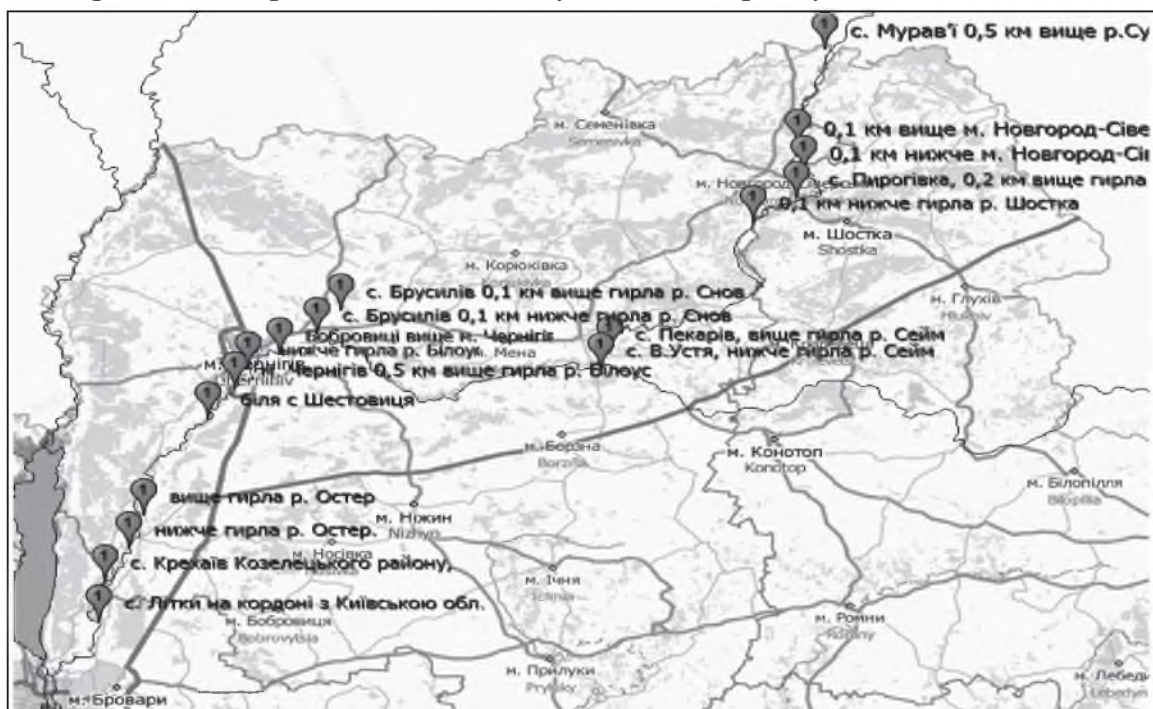 с. Мурав'ї 0,5 км вище р.Су
м. Семенівка
Semenivka
0,1 км вище м. Новгород-Сіве
0,1 км нижче м. Новгород-Сів
с. Пирогівка, 0,2 км вище гирла
м. Новгород
0,1 км нижче гирла р. Шостка
м. Шостка
Shostka
м. Корюківка
м. Глухів
Hlukhiv
с. Брусилів 0,1 км вище гирла р. Снов
с. Брусилів 0,1 км нижче гирла р. Снов
Бобровиці вище м. Чернігів
нижче гирла р. Білоус
м. Мена
с. Пекарів, вище гирла р. Сейм
с. В.Устя, нижче гирла р. Сейм
м. Чернігів 0,5 км вище гирла р. Білоус
Chernihiv
біля с Шестовиця
м. Борзна
Borzna
м. Конотоп
Konotop
м. Білопілля
Bilopillia
вище гирла р. Остер
м. Ніжин
Nizhyn
нижче гирла р. Остер.
м. Носівка
с. Крехаїв Козелецького району,
м. Ічня
Ichnia
с. Літки на кордоні з Київською обл.
м. Бобровиця
Bobrovytsia
м. Ромни
Romny
м. Прилуки
Pryluky
м. Лебеди
Lebedyn
м. Бровари